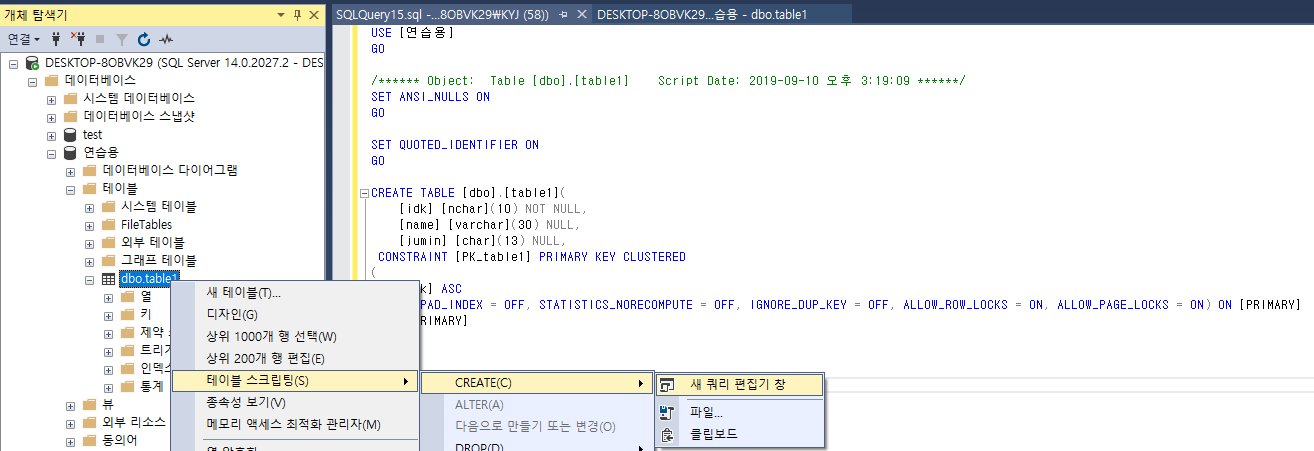 개체 탐색기
연결
DESKTOP-8OBVK29 (SQL Server 14.0.2027.2 - DES
데이터베이스
시스템 데이터베이스
데이터베이스 스냅샷
test
연습용
데이터베이스 다이어그램
테이블
시스템 테이블
FileTables
외부 테이블
그래프 테이블
dbo.table1
열
키
제약
트리거
인덱스
통계
뷰
외부 리소스
동의어
SQLQuery15.sql -...8OBVK29\KYJ (58))
DESKTOP-8OBVK29...습용 - dbo.table1
USE [연습용]
GO
/****** Object:  Table [dbo].[table1]    Script Date: 2019-09-10 오후 3:19:09 ******/
SET ANSI_NULLS ON
GO
SET QUOTED_IDENTIFIER ON
GO
CREATE TABLE [dbo].[table1](
[idk] [nchar](10) NOT NULL,
[name] [varchar](30) NULL,
[jumin] [char](13) NULL,
CONSTRAINT [PK_table1] PRIMARY KEY CLUSTERED
(
k] ASC
PAD_INDEX = OFF, STATISTICS_NORECOMPUTE = OFF, IGNORE_DUP_KEY = OFF, ALLOW_ROW_LOCKS = ON, ALLOW_PAGE_LOCKS = ON) ON [PRIMARY]
RIMARY]
새 테이블(T)...
디자인(G)
상위 1000개 행 선택(W)
상위 200개 행 편집(E)
테이블 스크립팅(S)
종속성 보기(V)
메모리 액세스 최적화 관리자(M)
CREATE(C)
ALTER(A)
다음으로 만들기 또는 변경(O)
DROP(D)
새 쿼리 편집기 창
파일...
클립보드